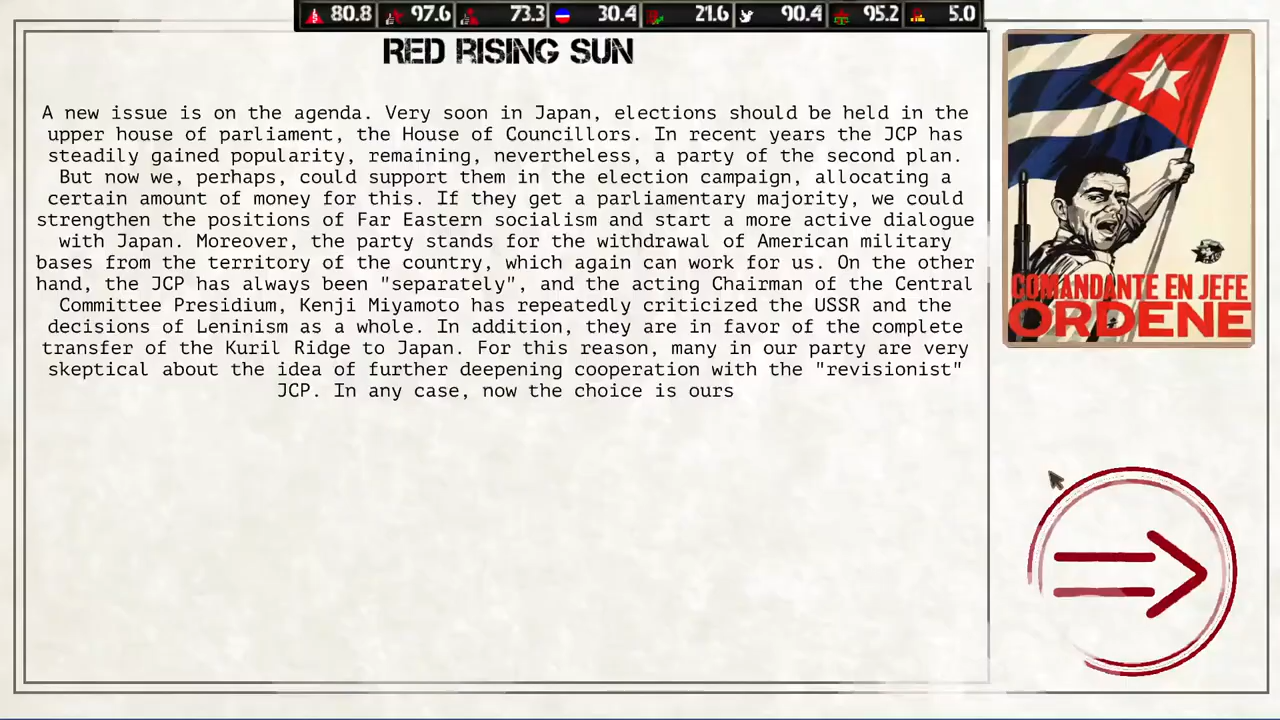 80.8 97.6 73.3 30.4 21.6 90.4 95.2 5.0
RED RISING SUN
A new issue is on the agenda. Very soon in Japan, elections should be held in the
upper house of parliament, the House of Councillors. In recent years the JCP has
steadily gained popularity, remaining, nevertheless, a party of the second plan.
But now we, perhaps, could support them in the election campaign, allocating a
certain amount of money for this. If they get a parliamentary majority, we could
strengthen the positions of Far Eastern socialism and start a more active dialogue
with Japan. Moreover, the party stands for the withdrawal of American military
bases from the territory of the country, which again can work for us. On the other
hand, the JCP has always been "separately", and the acting Chairman of the Central
Committee Presidium, Kenji Miyamoto has repeatedly criticized the USSR and the
decisions of Leninism as a whole. In addition, they are in favor of the complete
transfer of the Kuril Ridge to Japan. For this reason, many in our party are very
skeptical about the idea of further deepening cooperation with the "revisionist"
JCP. In any case, now the choice is ours
COMANDANTE EN JEFE
ORDENE